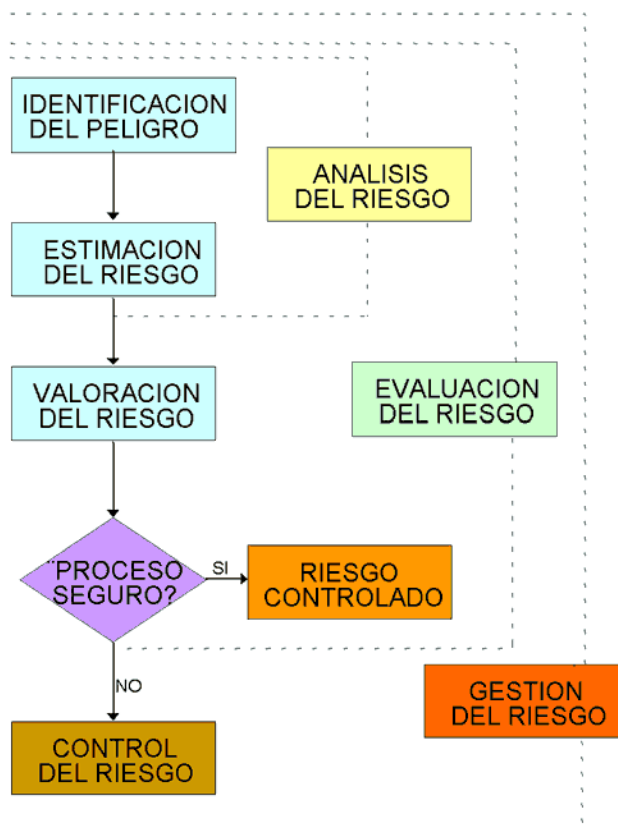 IDENTIFICACION
DEL PELIGRO
ANALISIS
DEL RIESGO
ESTIMACION
DEL RIESGO
VALORACION
DEL RIESGO
EVALUACION
DEL RIESGO
¨PROCESO
SEGURO?
SI
RIESGO
CONTROLADO
NO
GESTION
DEL RIESGO
CONTROL
DEL RIESGO